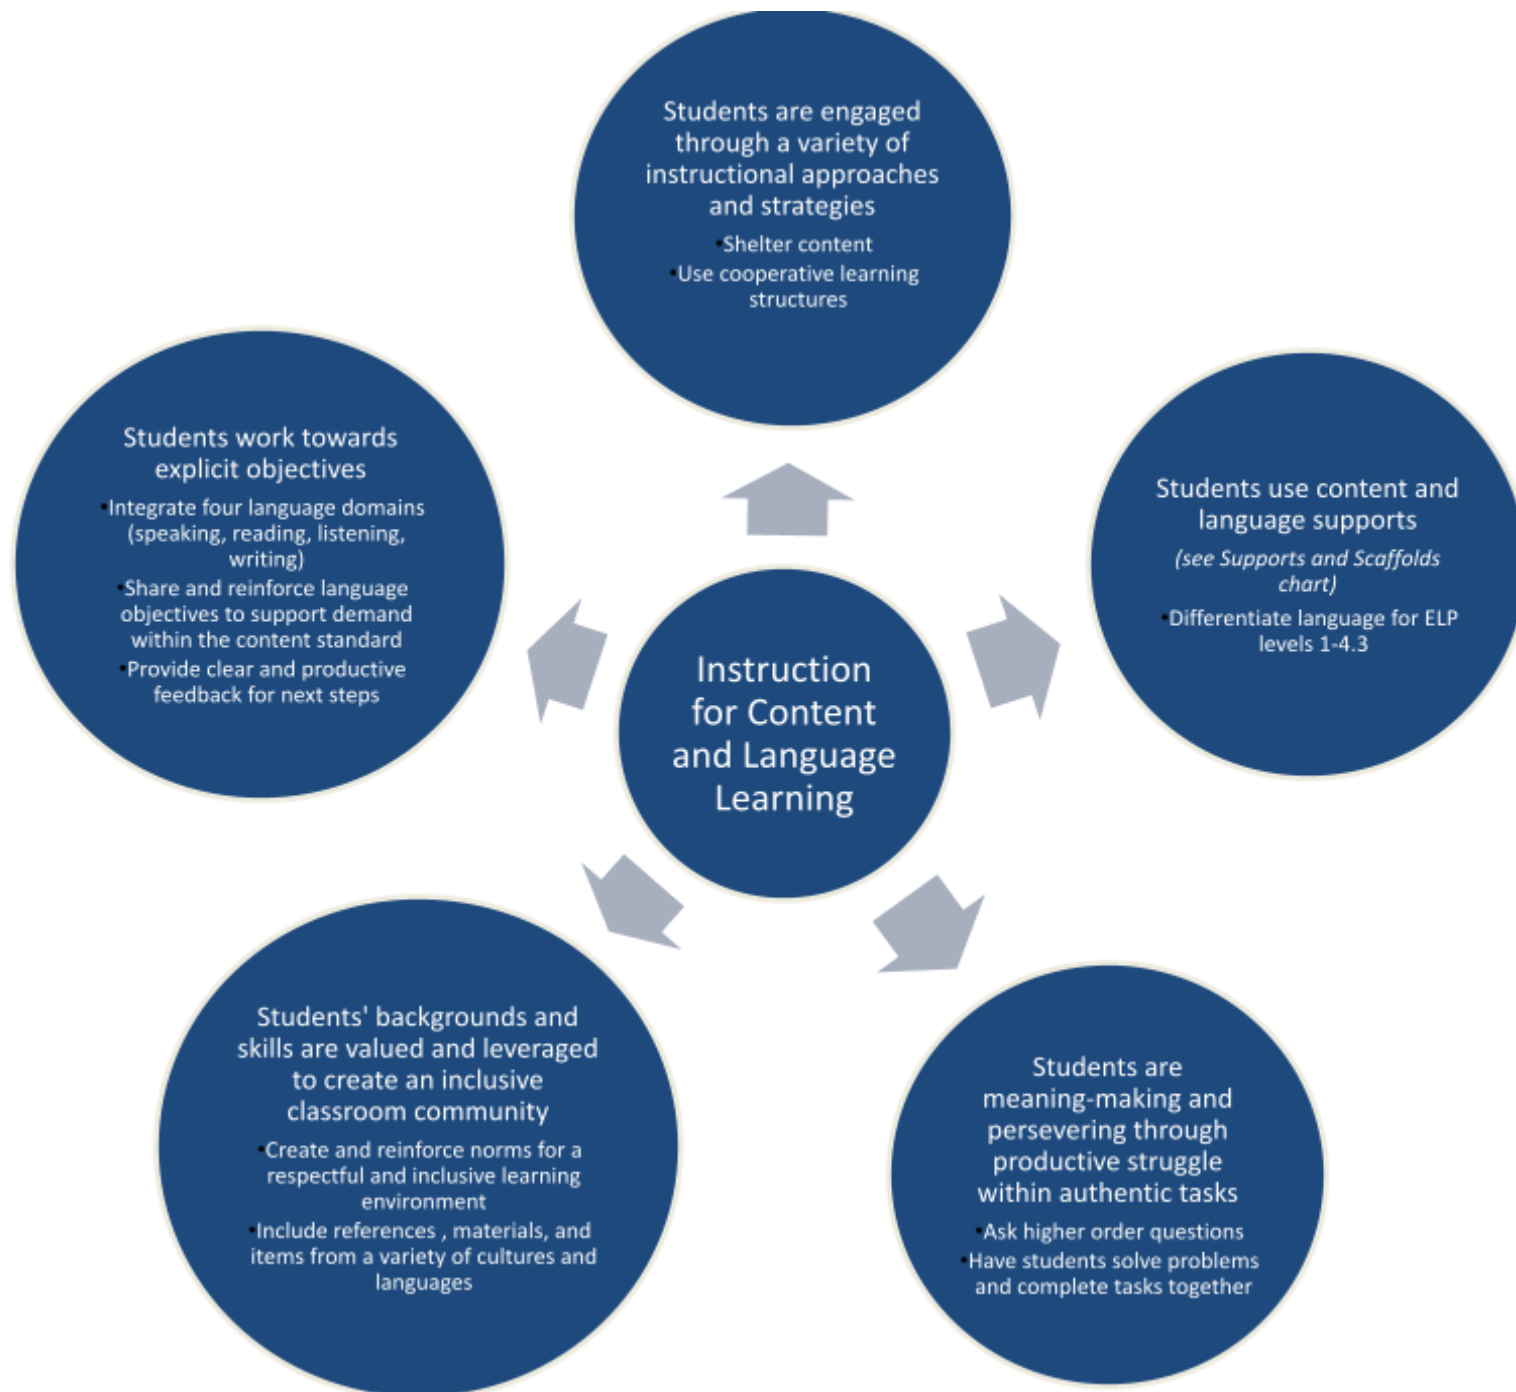 Students are engaged
through a variety of
instructional approaches
and strategies
•Shelter content
•Use cooperative learning
structures
Students work towards
explicit objectives
•Integrate four language domains
(speaking, reading, listening,
writing)
•Share and reinforce language
objectives to support demand
within the content standard
•Provide clear and productive
feedback for next steps
Students use content and
language supports
(see Supports and Scaffolds
chart)
•Differentiate language for ELP
levels 1-4.3
Instruction
for Content
and Language
Learning
Students' backgrounds and
skills are valued and leveraged
to create an inclusive
classroom community
•Create and reinforce norms for a
respectful and inclusive learning
environment
•Include references , materials, and
items from a variety of cultures and
languages
Students are
meaning-making and
persevering through
productive struggle
within authentic tasks
•Ask higher order questions
•Have students solve problems
and complete tasks together